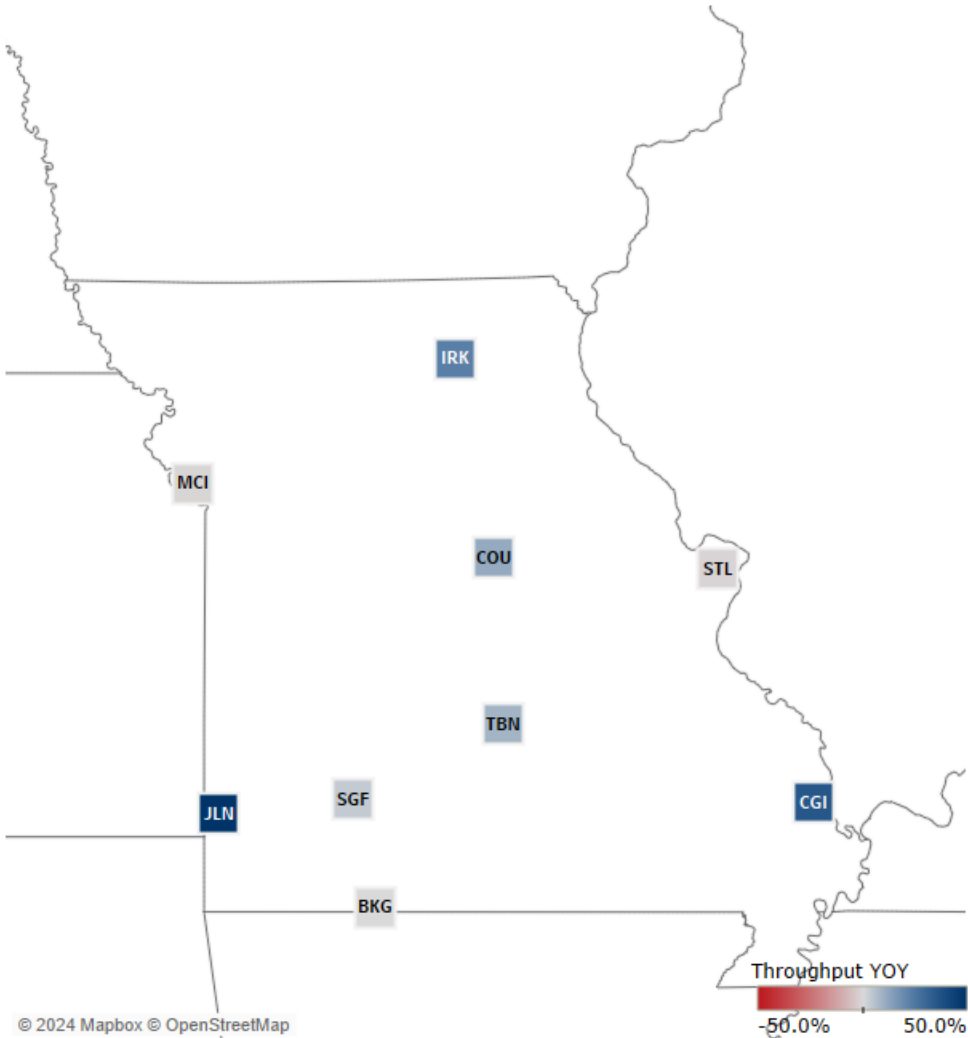 IRK
MCI
COU
STL
TBN
SGF
JLN
CGI
BKG
Throughput YOY
-50.0% 50.0%
© 2024 Mapbox © OpenStreetMap